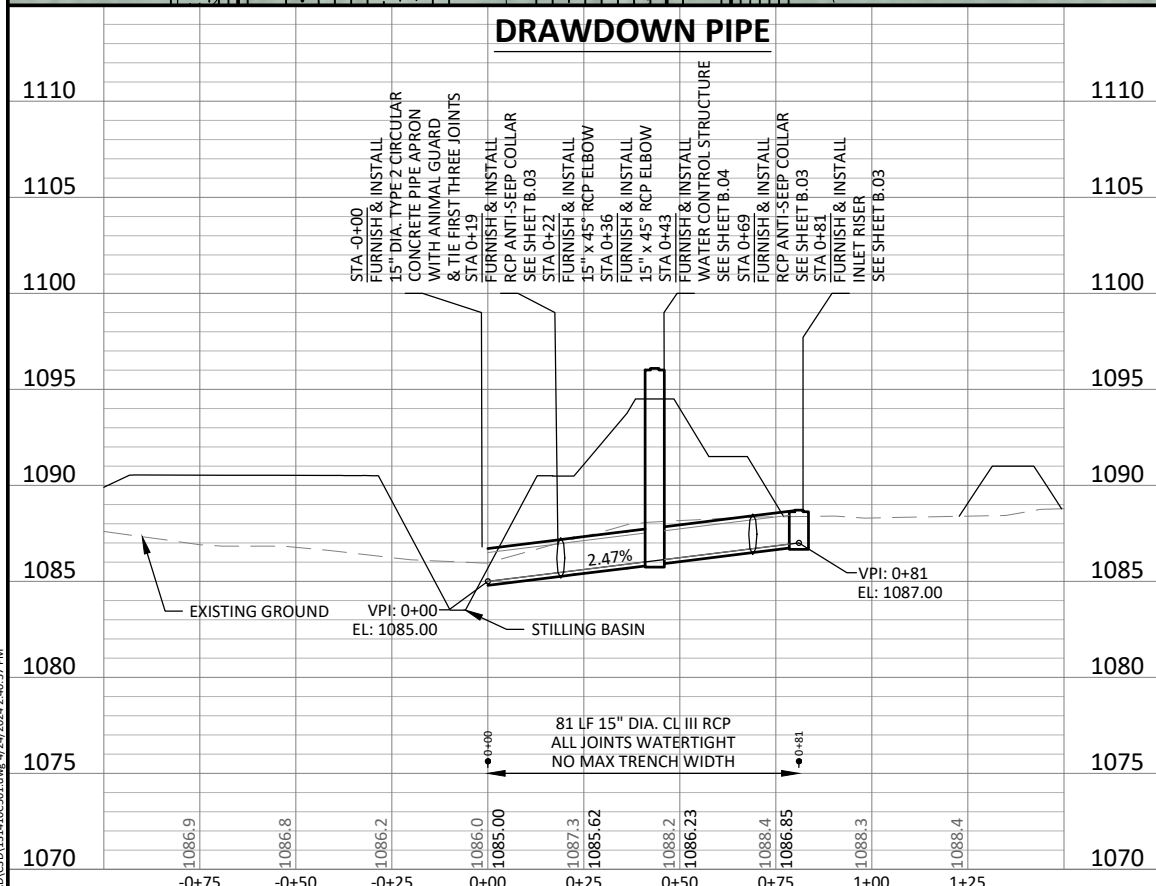 DRAWDOWN PIPE
1110
1105
1100
1095
1090
1085
1080
1075
1070
1110
1105
1100
1095
1090
1085
1080
1075
1070
STA -0+00
FURNISH & INSTALL
15" DIA. TYPE 2 CIRCULAR
CONCRETE PIPE APRON
WITH ANIMAL GUARD
& TIE FIRST THREE JOINTS
STA 0+19
FURNISH & INSTALL
RCP ANTI-SEEP COLLAR
SEE SHEET B.03
STA 0+22
FURNISH & INSTALL
15" x 45° RCP ELBOW
STA 0+36
FURNISH & INSTALL
15" x 45° RCP ELBOW
STA 0+43
FURNISH & INSTALL
WATER CONTROL STRUCTURE
SEE SHEET B.04
STA 0+69
FURNISH & INSTALL
RCP ANTI-SEEP COLLAR
SEE SHEET B.03
STA 0+81
FURNISH & INSTALL
INLET RISER
SEE SHEET B.03
2.47%
EXISTING GROUND
VPI: 0+00
EL: 1085.00
STILLING BASIN
VPI: 0+81
EL: 1087.00
81 LF 15" DIA. CL III RCP
ALL JOINTS WATERTIGHT
NO MAX TRENCH WIDTH
0+00
0+81
1086.9
1086.8
1086.2
1086.0
1085.00
1087.3
1085.62
1088.2
1086.23
1088.4
1086.85
1088.3
1088.4
-0+75
-0+50
-0+25
0+00
0+25
0+50
0+75
1+00
1+25